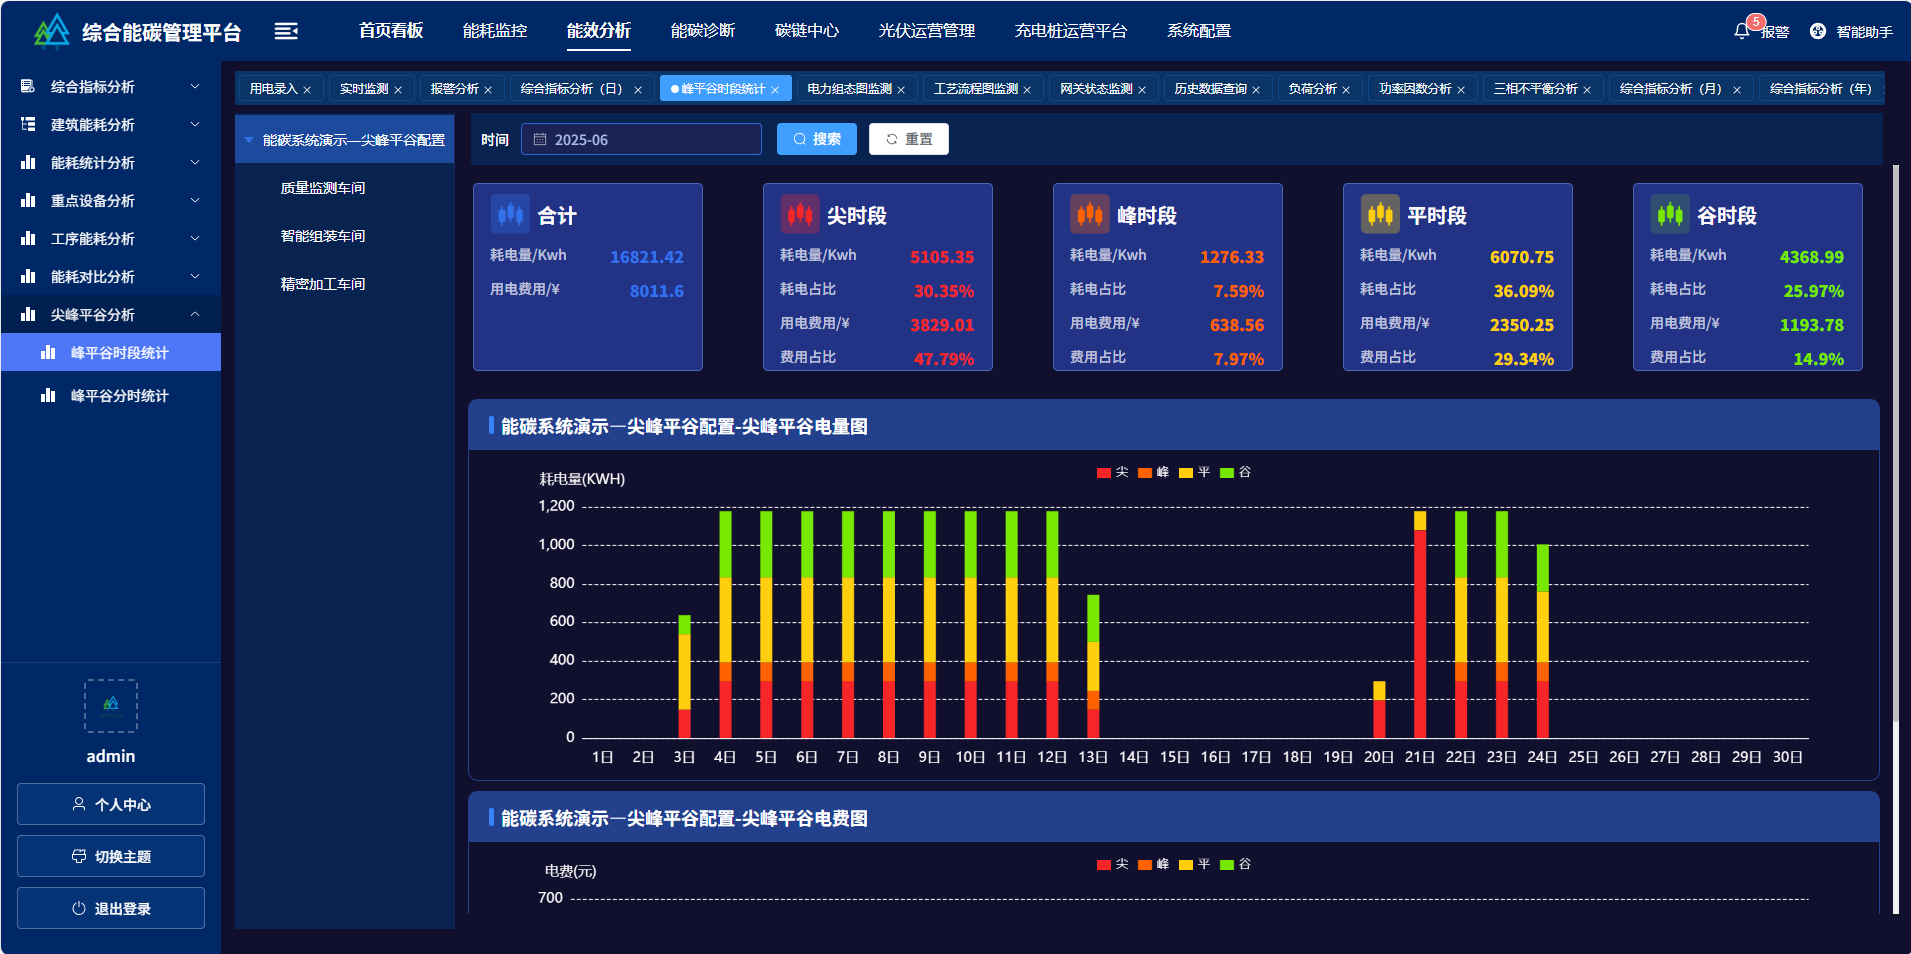 综合能碳管理平台
首页看板 能耗监控 能效分析 能碳诊断 碳链中心 光伏运营管理 充电桩运营平台 系统配置
5
报警 智能助手
综合指标分析
建筑能耗分析
能耗统计分析
重点设备分析
工序能耗分析
能耗对比分析
尖峰平谷分析
峰平谷时段统计
峰平谷分时统计
admin
个人中心
切换主题
退出登录
用电录入 × 实时监测 × 报警分析 × 综合指标分析（日） × 峰平谷时段统计 × 电力组态图监测 × 工艺流程图监测 × 网关状态监测 × 历史数据查询 × 负荷分析 × 功率因数分析 × 三相不平衡分析 × 综合指标分析（月） × 综合指标分析（年）
能碳系统演示—尖峰平谷配置
质量监测车间
智能组装车间
精密加工车间
时间 2025-06 搜索 重置
合计
耗电量/Kwh 16821.42
用电费用/¥ 8011.6
尖时段
耗电量/Kwh 5105.35
耗电占比 30.35%
用电费用/¥ 3829.01
费用占比 47.79%
峰时段
耗电量/Kwh 1276.33
耗电占比 7.59%
用电费用/¥ 638.56
费用占比 7.97%
平时段
耗电量/Kwh 6070.75
耗电占比 36.09%
用电费用/¥ 2350.25
费用占比 29.34%
谷时段
耗电量/Kwh 4368.99
耗电占比 25.97%
用电费用/¥ 1193.78
费用占比 14.9%
能碳系统演示—尖峰平谷配置-尖峰平谷电量图
尖 峰 平 谷
耗电量(KWH)
1,200
1,000
800
600
400
200
0
1日 2日 3日 4日 5日 6日 7日 8日 9日 10日 11日 12日 13日 14日 15日 16日 17日 18日 19日 20日 21日 22日 23日 24日 25日 26日 27日 28日 29日 30日
能碳系统演示—尖峰平谷配置-尖峰平谷电费图
尖 峰 平 谷
电费(元)
700